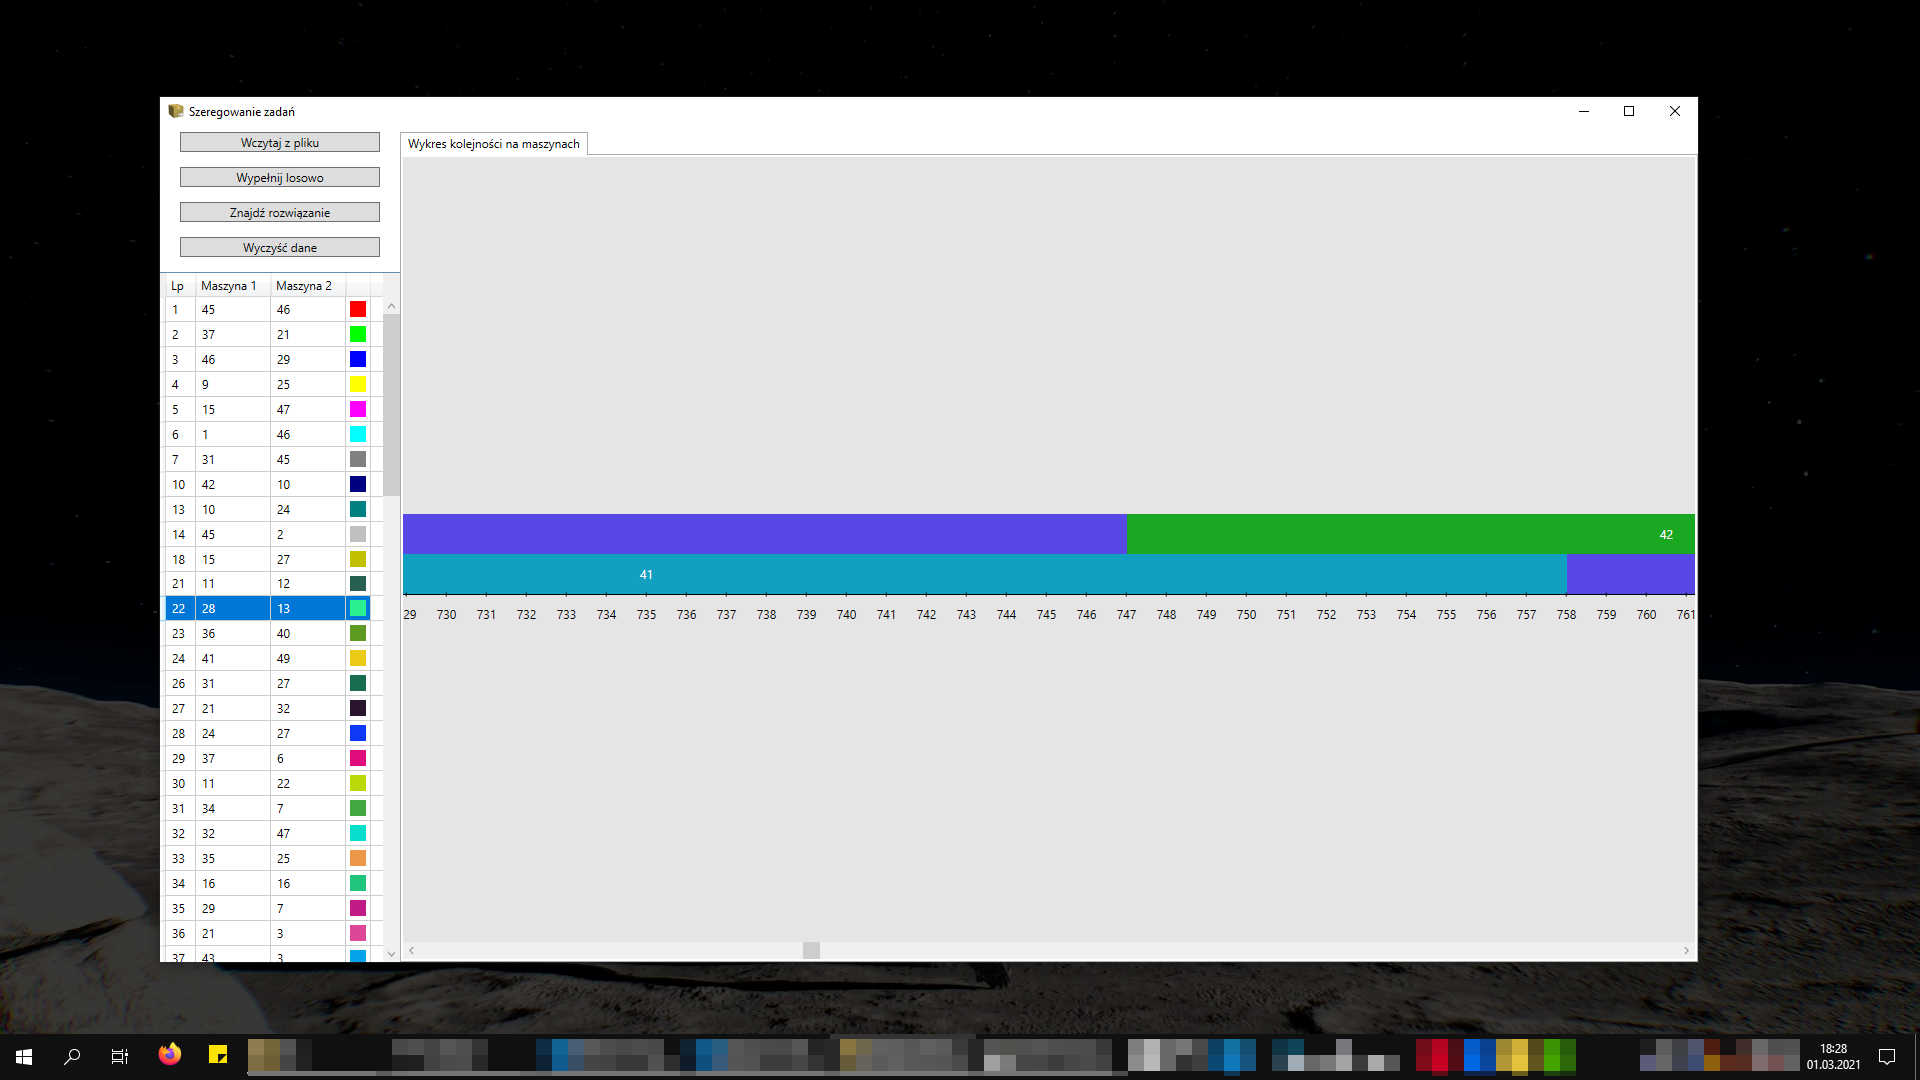 Szeregowanie zadań
Wczytaj z pliku
Wypełnij losowo
Znajdź rozwiązanie
Wyczyść dane
Lp Maszyna 1 Maszyna 2
1 45 46
2 37 21
3 46 29
4 9 25
5 15 47
6 1 46
7 31 45
10 42 10
13 10 24
14 45 2
18 15 27
21 11 12
22 28 13
23 36 40
24 41 49
26 31 27
27 21 32
28 24 27
29 37 6
30 11 22
31 34 7
32 32 47
33 35 25
34 16 16
35 29 7
36 21 3
37 43 3
Wykres kolejności na maszynach
42
41
29 730 731 732 733 734 735 736 737 738 739 740 741 742 743 744 745 746 747 748 749 750 751 752 753 754 755 756 757 758 759 760 761
18:28
01.03.2021